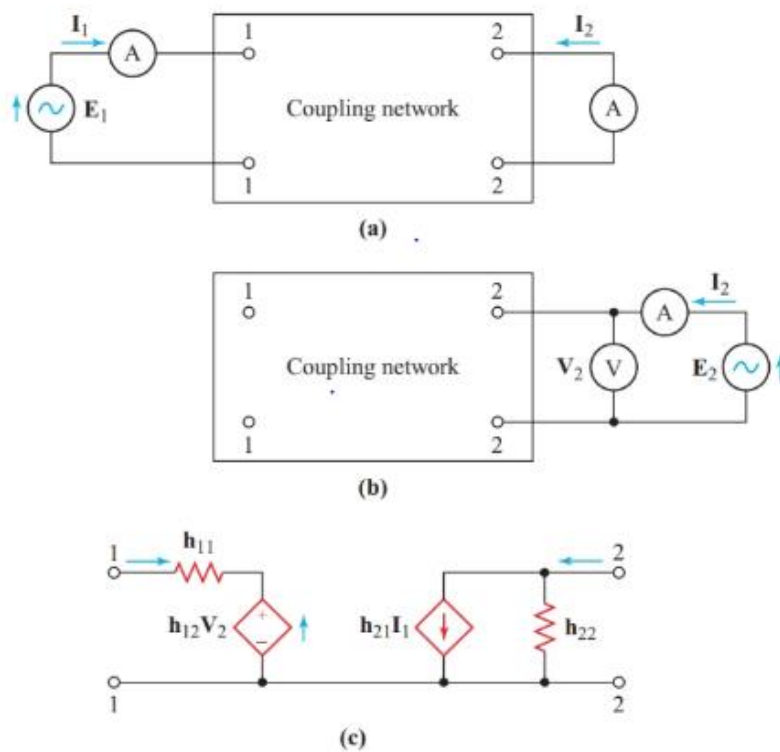 I1 I2
1 2
A
E1 Coupling network A
1 2
(a)
I2
1 2
A
Coupling network V2 V E2
1 2
(b)
h11
1 2
+
h12V2 h21I1 h22
−
1 2
(c)